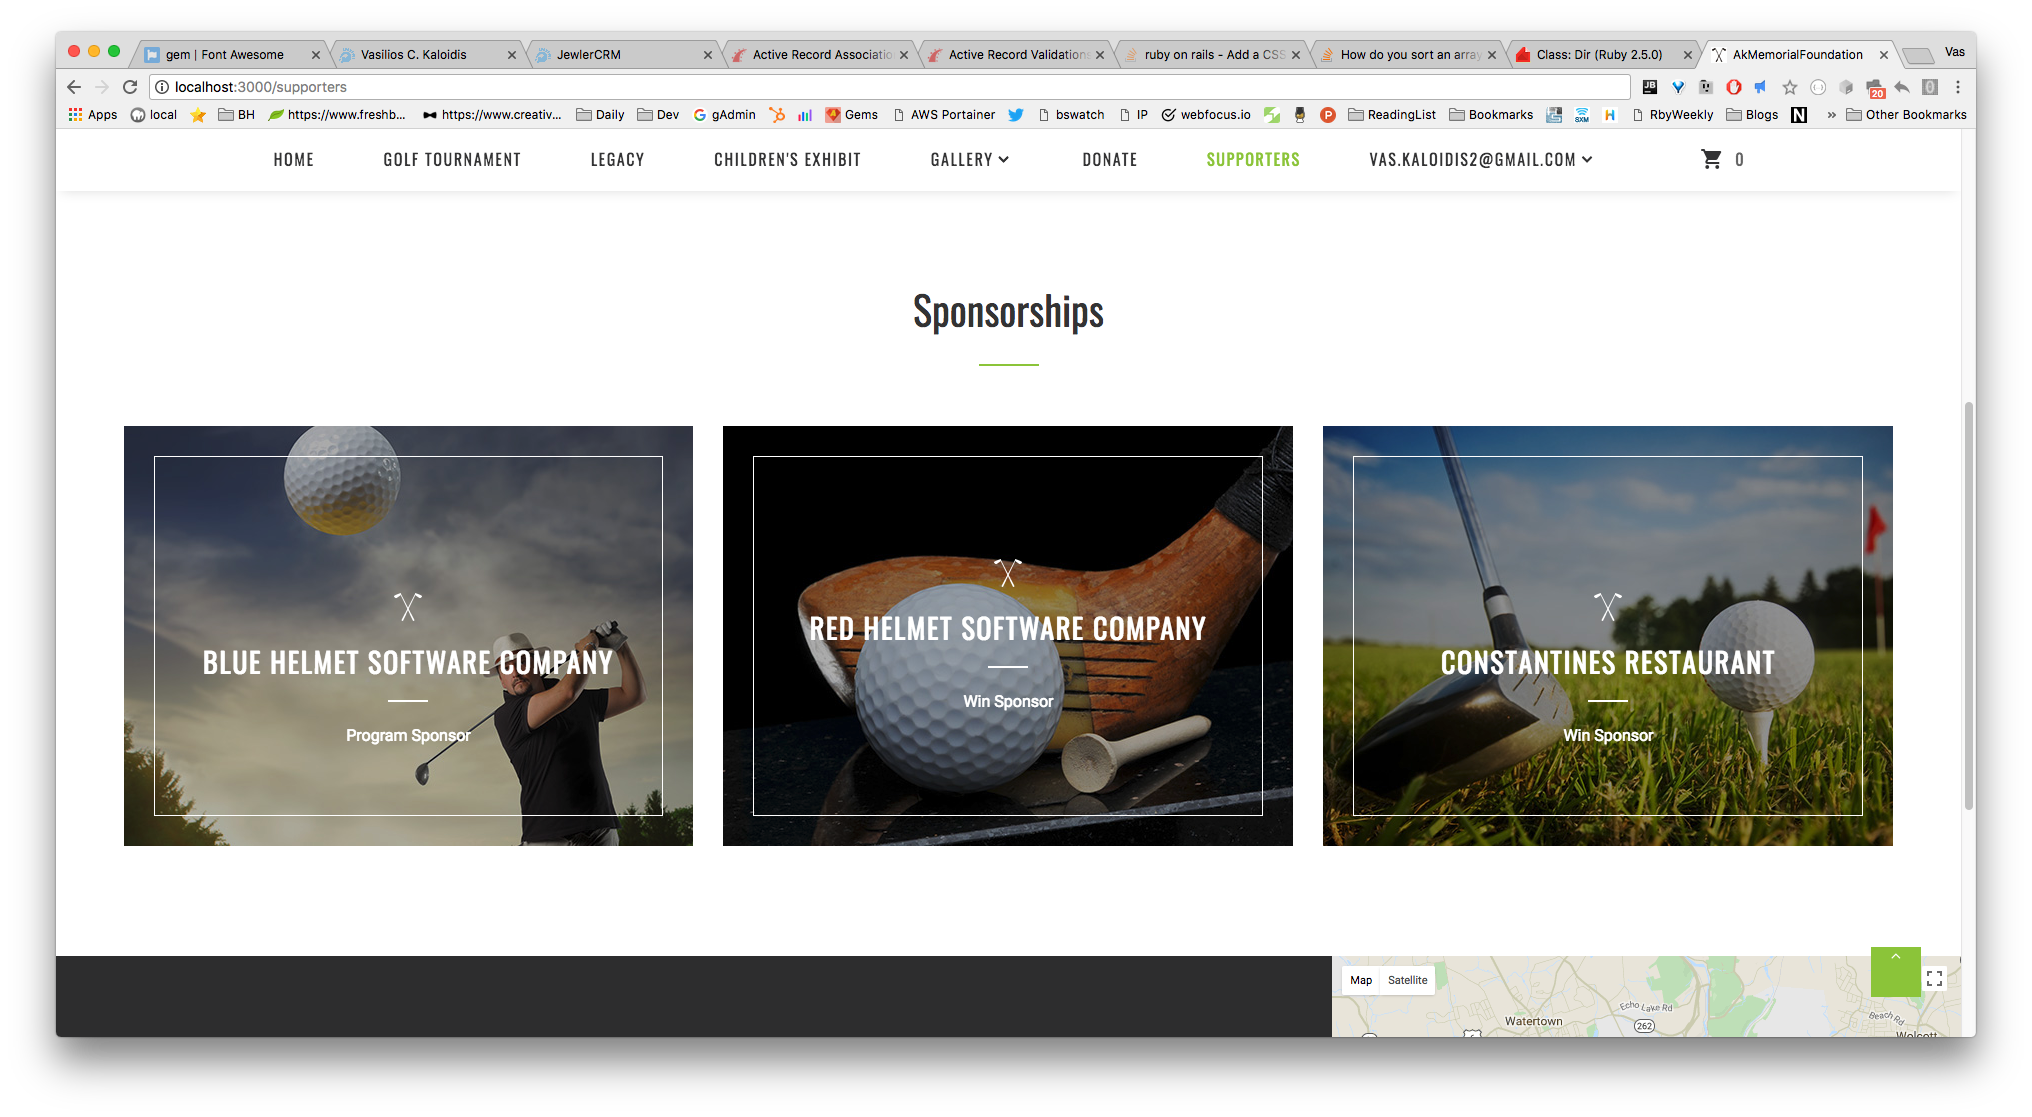 gem | Font Awesome
Vasilios C. Kaloidis
JewlerCRM
Active Record Associatio
Active Record Validations
ruby on rails - Add a CSS
How do you sort an array
Class: Dir (Ruby 2.5.0)
AkMemorialFoundation
Vas
localhost:3000/supporters
20
Apps
local
BH
https://www.freshb...
https://www.creativ...
Daily
Dev
gAdmin
Gems
AWS Portainer
bswatch
IP
webfocus.io
ReadingList
Bookmarks
SXM
H
RbyWeekly
Blogs
N
»
Other Bookmarks
HOME
GOLF TOURNAMENT
LEGACY
CHILDREN'S EXHIBIT
GALLERY
DONATE
SUPPORTERS
VAS.KALOIDIS2@GMAIL.COM
0
Sponsorships
BLUE HELMET SOFTWARE COMPANY
Program Sponsor
RED HELMET SOFTWARE COMPANY
Win Sponsor
CONSTANTINES RESTAURANT
Win Sponsor
Map
Satellite
Echo Lake Rd
Watertown
262
Beach Rd
Wolcott